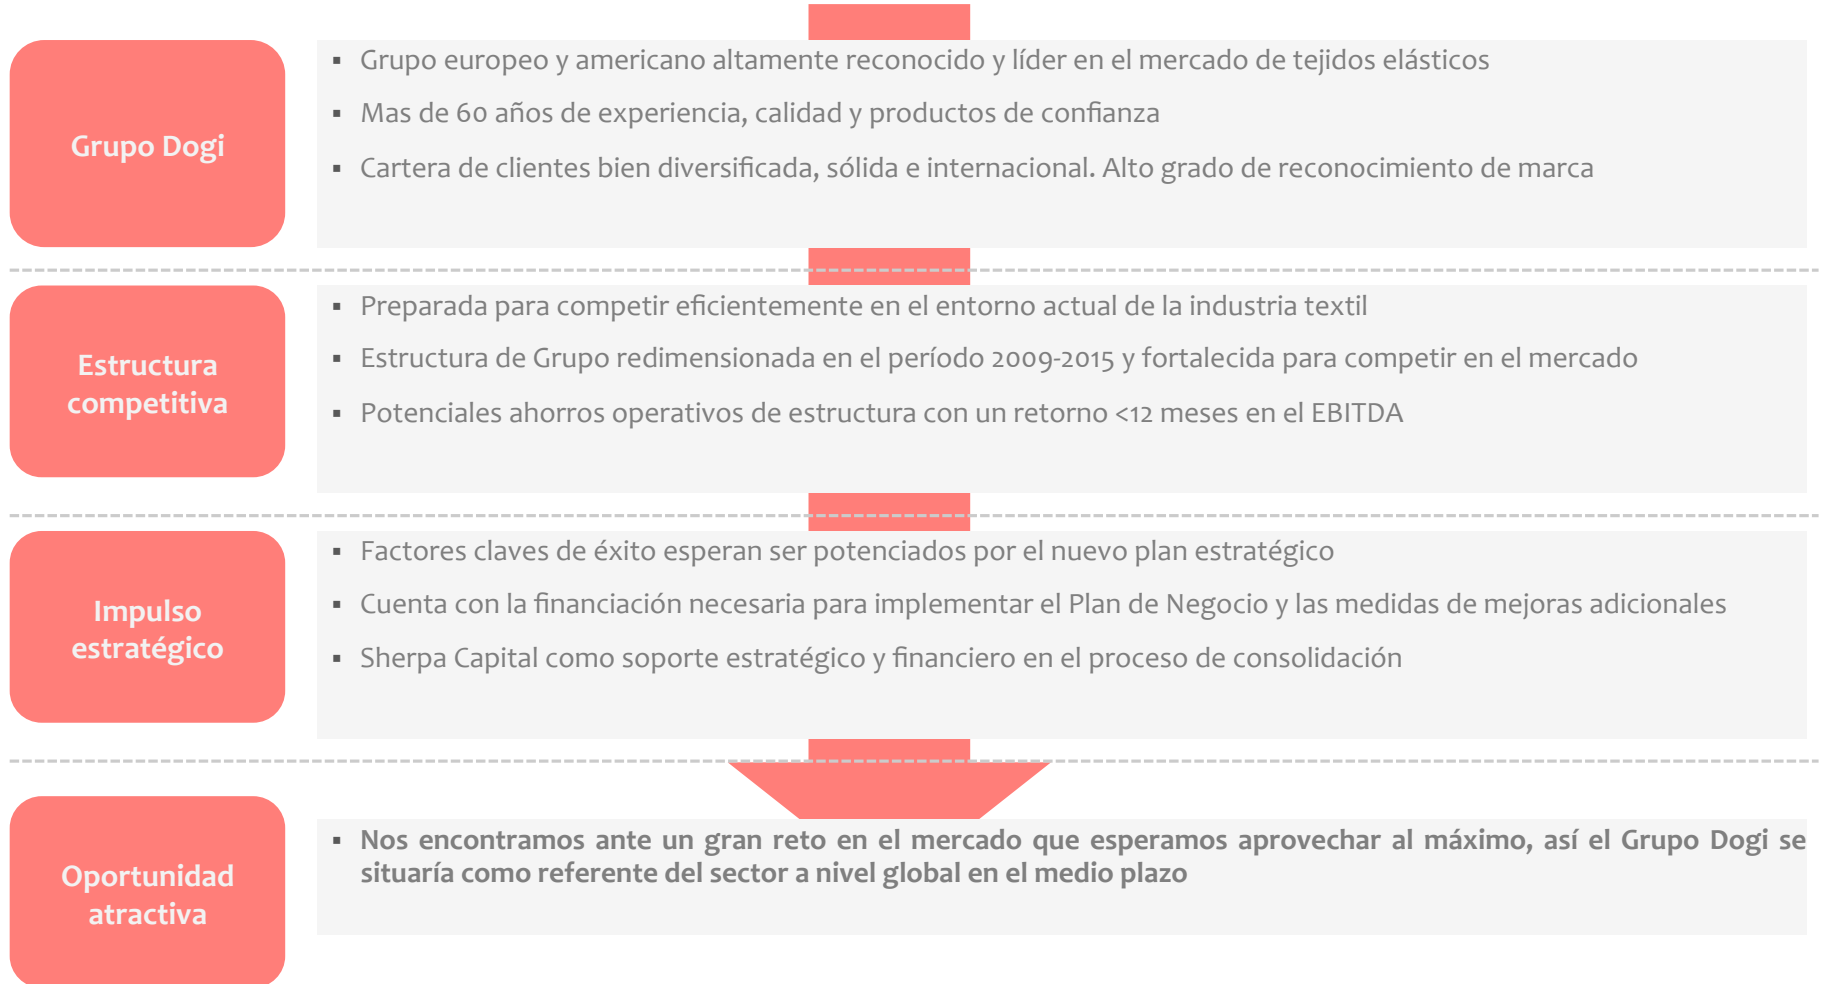 Grupo Dogi
▪ Grupo europeo y americano altamente reconocido y líder en el mercado de tejidos elásticos
▪ Mas de 60 años de experiencia, calidad y productos de confianza
▪ Cartera de clientes bien diversificada, sólida e internacional. Alto grado de reconocimiento de marca
Estructura
competitiva
▪ Preparada para competir eficientemente en el entorno actual de la industria textil
▪ Estructura de Grupo redimensionada en el período 2009-2015 y fortalecida para competir en el mercado
▪ Potenciales ahorros operativos de estructura con un retorno <12 meses en el EBITDA
Impulso
estratégico
▪ Factores claves de éxito esperan ser potenciados por el nuevo plan estratégico
▪ Cuenta con la financiación necesaria para implementar el Plan de Negocio y las medidas de mejoras adicionales
▪ Sherpa Capital como soporte estratégico y financiero en el proceso de consolidación
Oportunidad
atractiva
▪ Nos encontramos ante un gran reto en el mercado que esperamos aprovechar al máximo, así el Grupo Dogi se
situaría como referente del sector a nivel global en el medio plazo